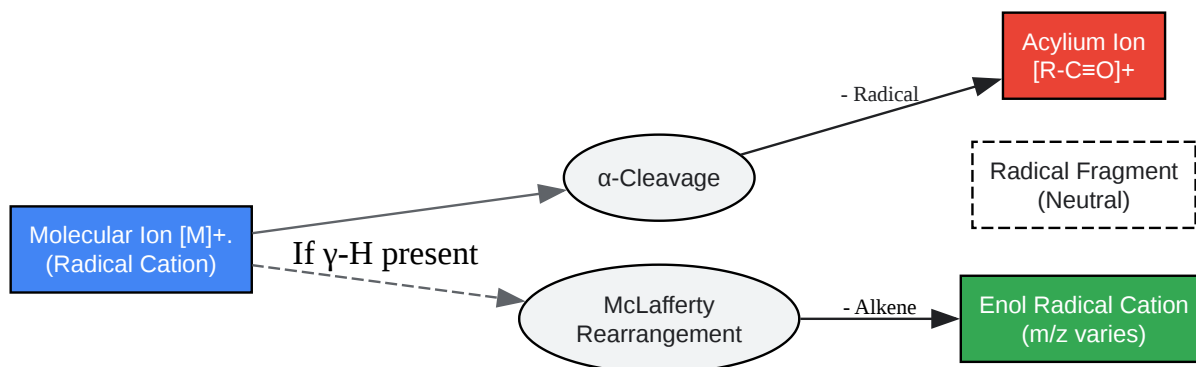 Acylium Ion
[R-C≡O]+
- Radical
α-Cleavage
Radical Fragment
(Neutral)
Molecular Ion [M]+.
(Radical Cation)
If γ-H present
McLafferty
Rearrangement
- Alkene
Enol Radical Cation
(m/z varies)